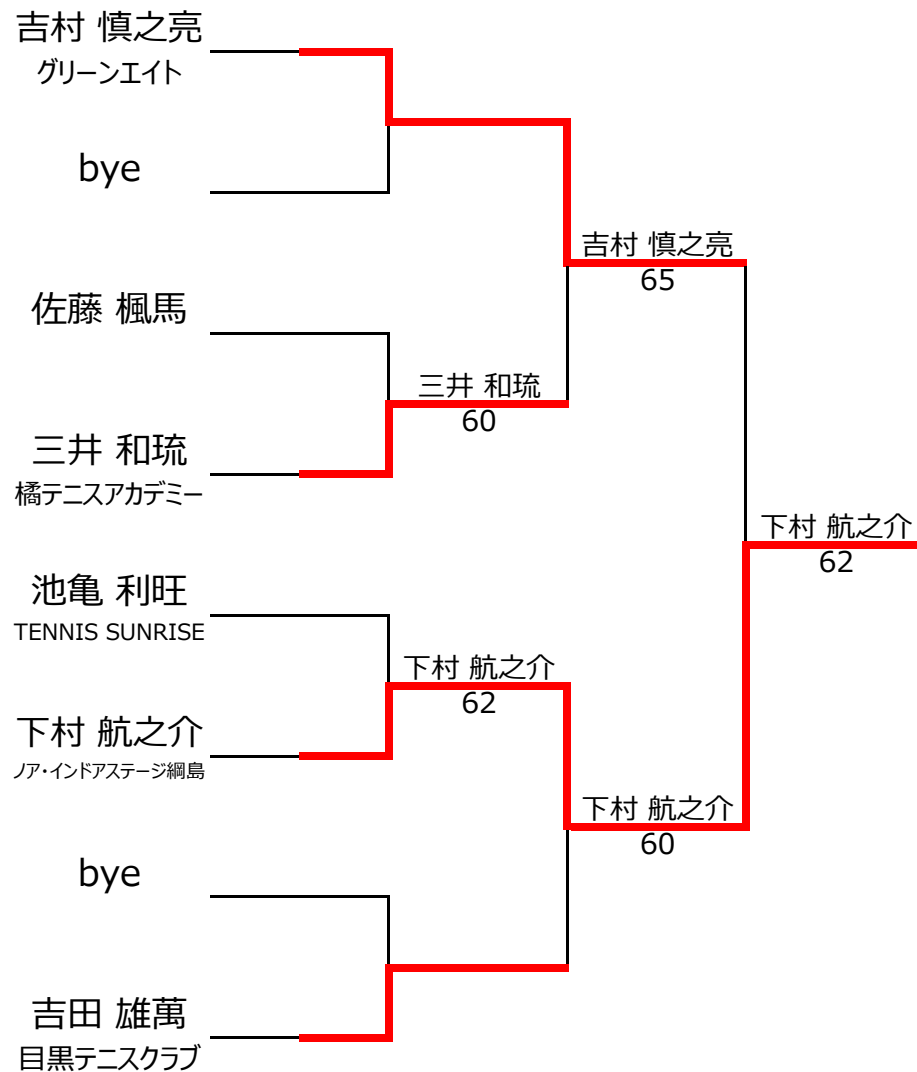 吉村 慎之亮
グリーンエイト
bye
吉村 慎之亮
65
佐藤 楓馬
三井 和琉
60
三井 和琉
橘テニスアカデミー
下村 航之介
62
池亀 利旺
TENNIS SUNRISE
下村 航之介
62
下村 航之介
ノア・インドアステージ綱島
下村 航之介
60
bye
吉田 雄萬
目黒テニスクラブ